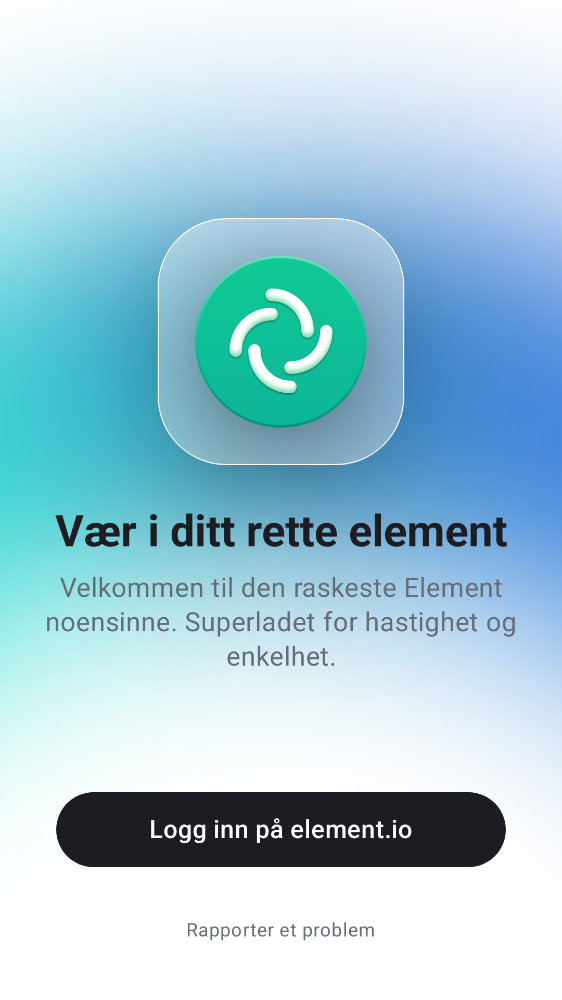 Vær i ditt rette element
Velkommen til den raskeste Element
noensinne. Superladet for hastighet og
enkelhet.
Logg inn på element.io
Rapporter et problem